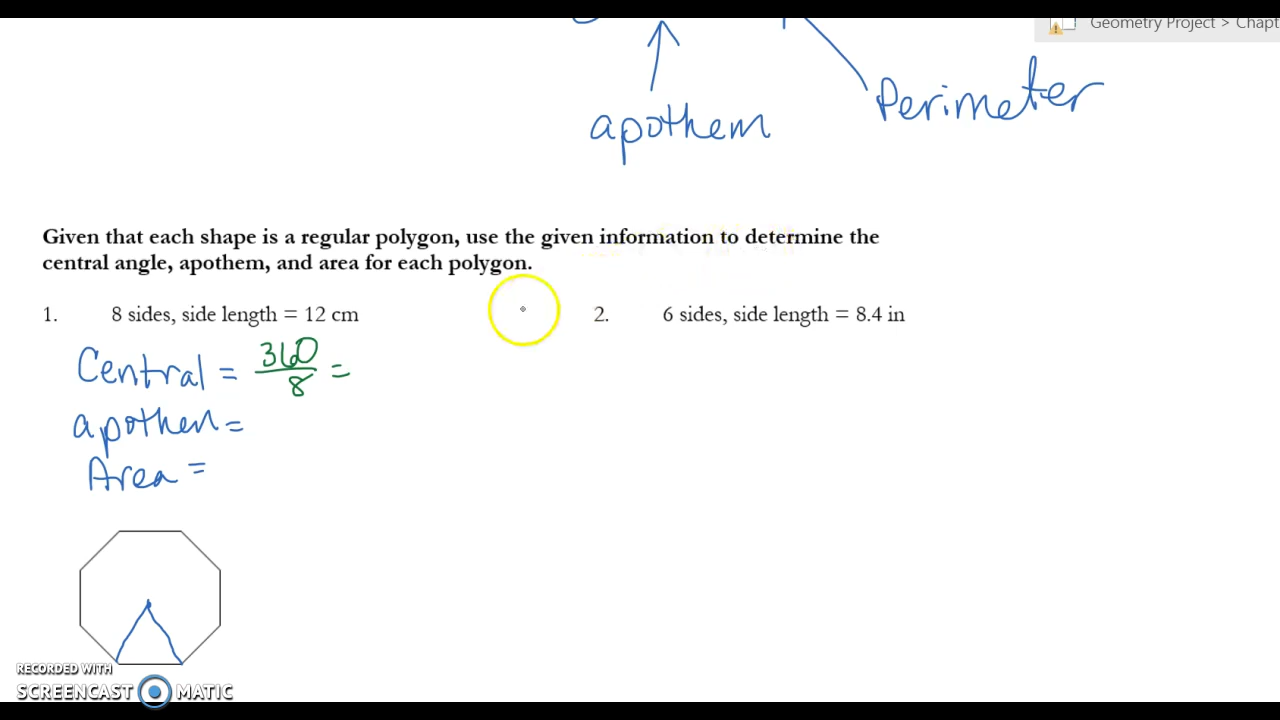 Geometry Project > Chapt
apothem
Perimeter
Given that each shape is a regular polygon, use the given information to determine the
central angle, apothem, and area for each polygon.
1. 8 sides, side length = 12 cm
2. 6 sides, side length = 8.4 in
Central = 360/8 =
apothem =
Area =
RECORDED WITH
SCREENCAST MATIC